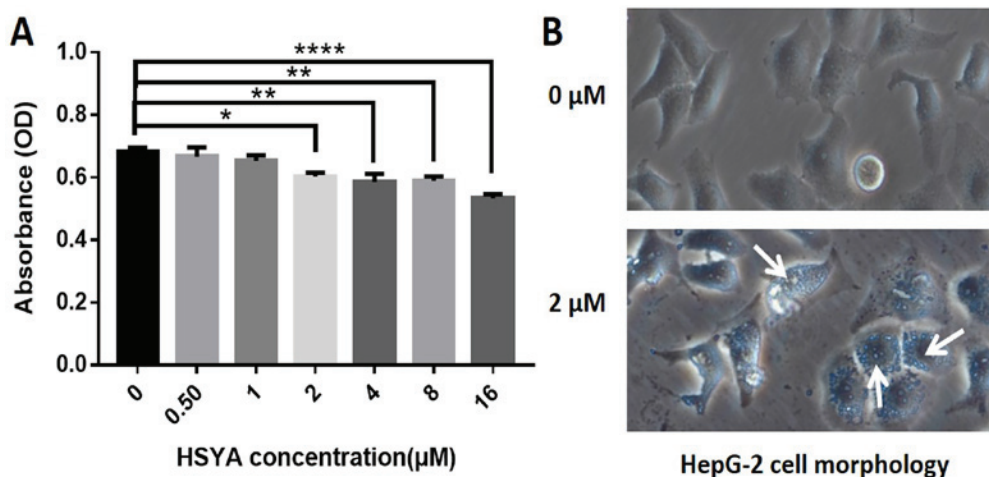 A
Absorbance (OD)
1.0
0.8
0.6
0.4
0.2
0.0
****
**
**
*
0
0.50
1
2
4
8
16
HSYA concentration(μM)
B
0 μM
2 μM
HepG-2 cell morphology